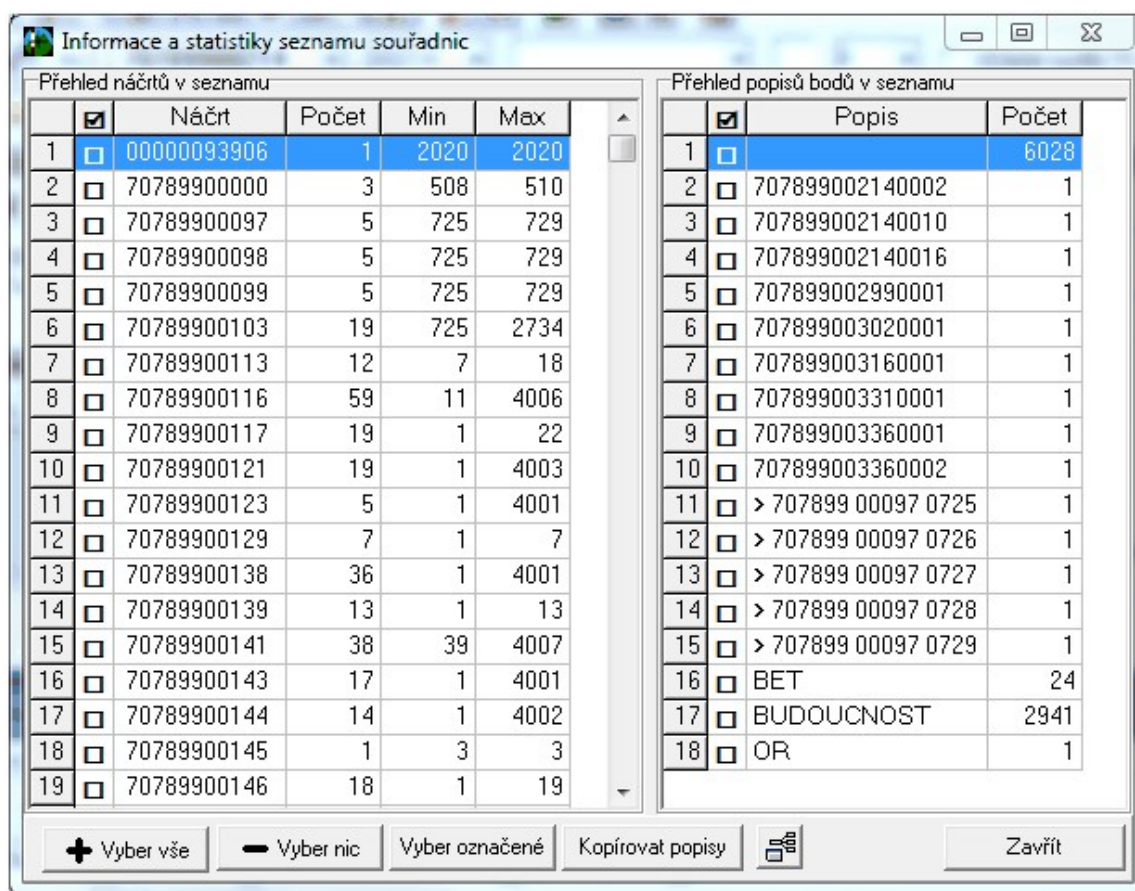 Informace a statistiky seznamu souřadnic
Přehled náčrtů v seznamu
Náčrt Počet Min Max
1 00000093906 1 2020 2020
2 70789900000 3 508 510
3 70789900097 5 725 729
4 70789900098 5 725 729
5 70789900099 5 725 729
6 70789900103 19 725 2734
7 70789900113 12 7 18
8 70789900116 59 11 4006
9 70789900117 19 1 22
10 70789900121 19 1 4003
11 70789900123 5 1 4001
12 70789900129 7 1 7
13 70789900138 36 1 4001
14 70789900139 13 1 13
15 70789900141 38 39 4007
16 70789900143 17 1 4001
17 70789900144 14 1 4002
18 70789900145 1 3 3
19 70789900146 18 1 19
Přehled popisů bodů v seznamu
Popis Počet
1 6028
2 707899002140002 1
3 707899002140010 1
4 707899002140016 1
5 707899002990001 1
6 707899003020001 1
7 707899003160001 1
8 707899003310001 1
9 707899003360001 1
10 707899003360002 1
11 > 707899 00097 0725 1
12 > 707899 00097 0726 1
13 > 707899 00097 0727 1
14 > 707899 00097 0728 1
15 > 707899 00097 0729 1
16 BET 24
17 BUDOUCNOST 2941
18 OR 1
Vyber vše Vyber nic Vyber označené Kopírovat popisy Zavřít